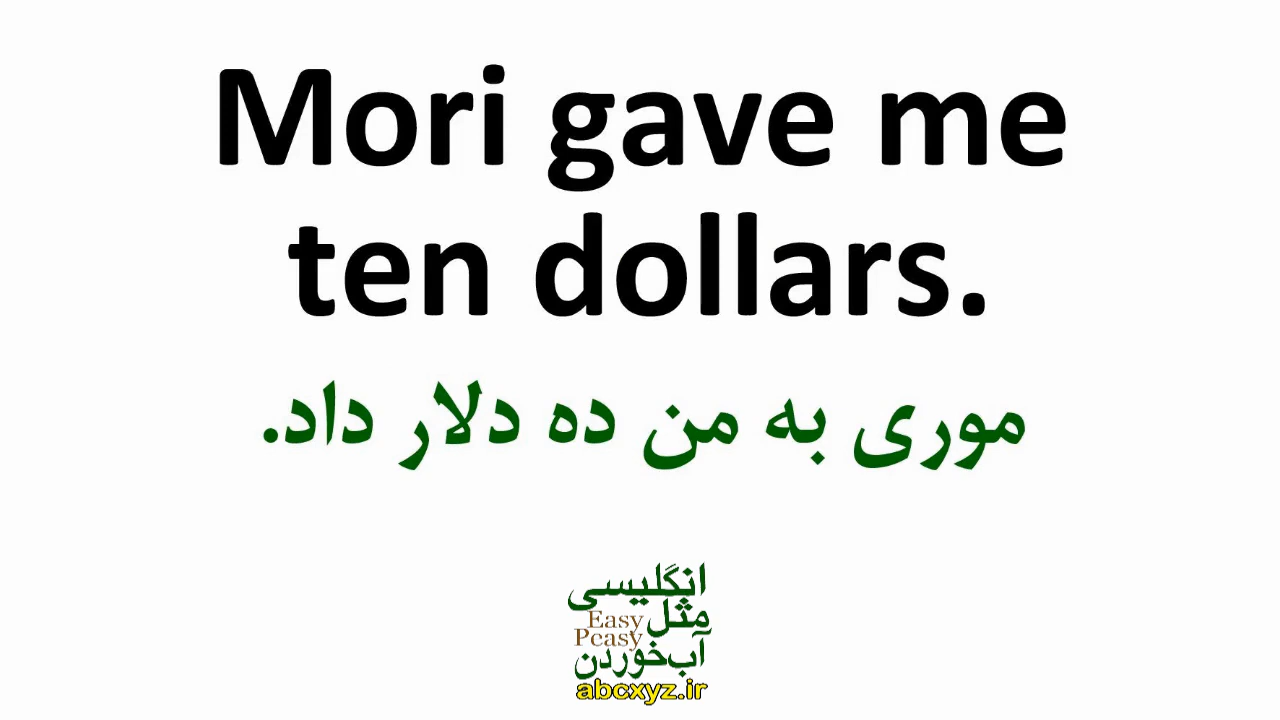 Mori gave me
ten dollars.
موری به من ده دلار داد.
انگلیسی
مثل
Easy
Peasy
آب‌خوردن
abcxyz.ir